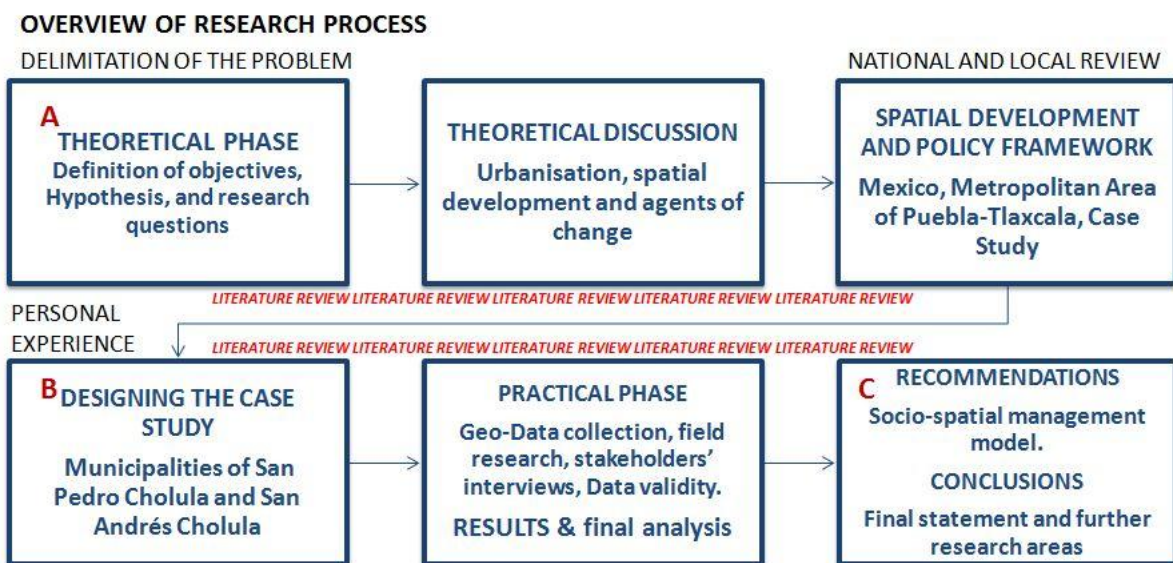 OVERVIEW OF RESEARCH PROCESS
DELIMITATION OF THE PROBLEM
NATIONAL AND LOCAL REVIEW
A
THEORETICAL PHASE
Definition of objectives,
Hypothesis, and research
questions
THEORETICAL DISCUSSION
Urbanisation, spatial
development and agents of
change
SPATIAL DEVELOPMENT
AND POLICY FRAMEWORK
Mexico, Metropolitan Area
of Puebla-Tlaxcala, Case
Study
LITERATURE REVIEW LITERATURE REVIEW LITERATURE REVIEW LITERATURE REVIEW LITERATURE REVIEW
PERSONAL
EXPERIENCE
LITERATURE REVIEW LITERATURE REVIEW LITERATURE REVIEW LITERATURE REVIEW LITERATURE REVIEW
B
DESIGNING THE CASE
STUDY
Municipalities of San
Pedro Cholula and San
Andrés Cholula
PRACTICAL PHASE
Geo-Data collection, field
research, stakeholders'
interviews, Data validity.
RESULTS & final analysis
C
RECOMMENDATIONS
Socio-spatial management
model.
CONCLUSIONS
Final statement and further
research areas